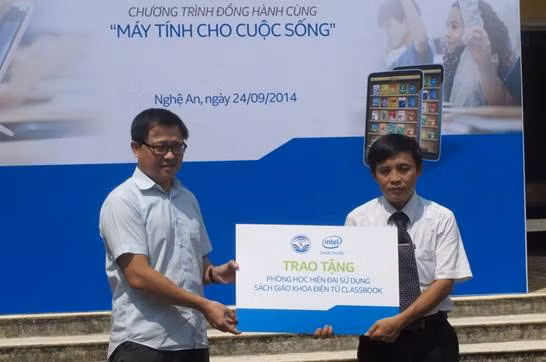 CHƯƠNG TRÌNH ĐỒNG HÀNH CÙNG
“MÁY TÍNH CHO CUỘC SỐNG”
Nghệ An, ngày 24/09/2014
intel
TRAO TẶNG
PHÒNG HỌC HIỆN ĐẠI SỬ DỤNG
SÁCH GIÁO KHOA ĐIỆN TỬ CLASSBOOK